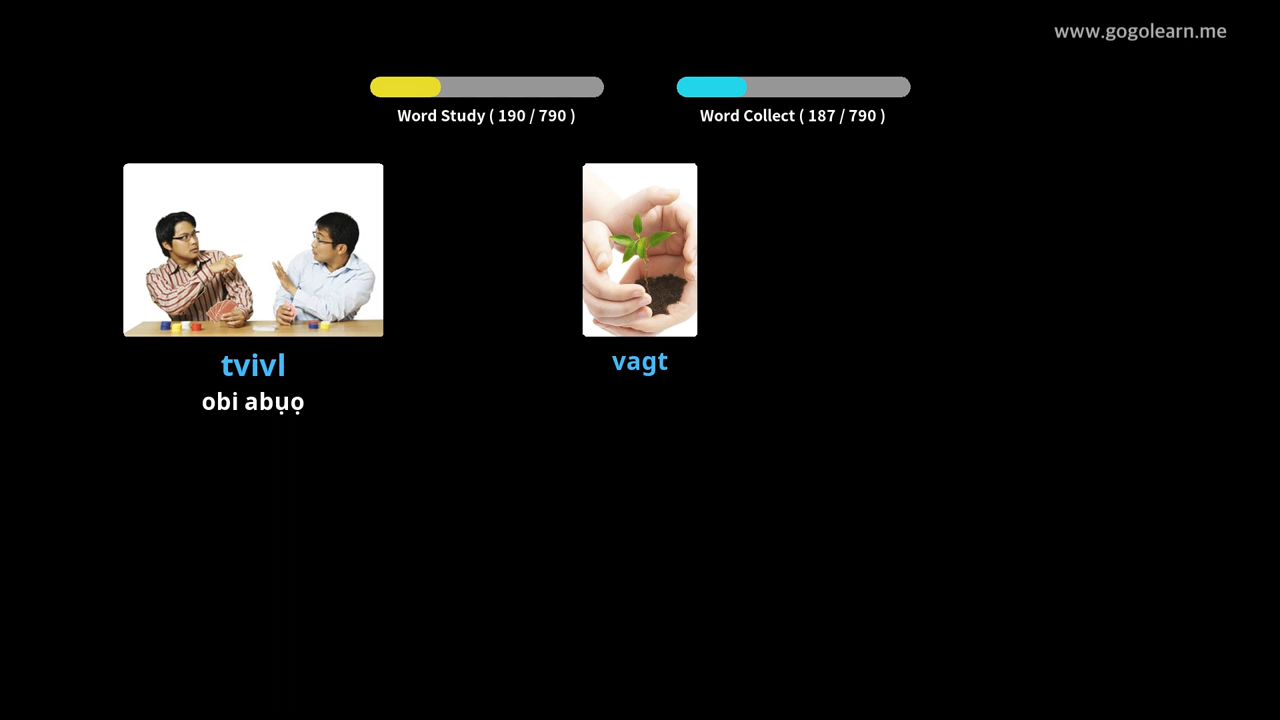 www.gogolearn.me
Word Study ( 190 / 790 )
Word Collect ( 187 / 790 )
tvivl
obi abụọ
vagt